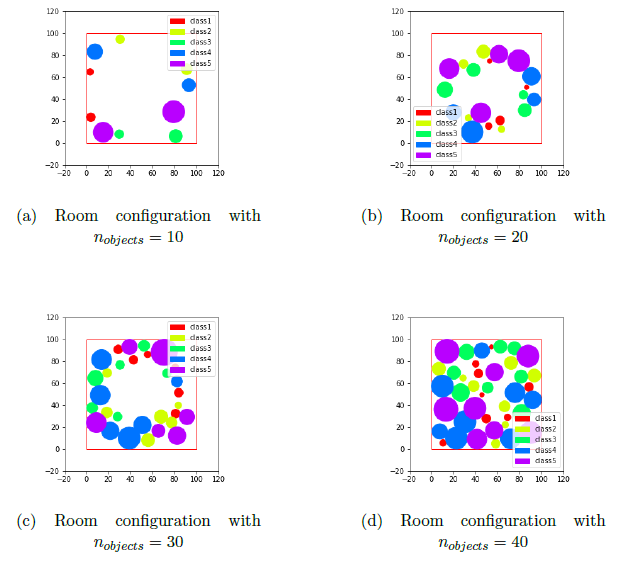 120
100
80
60
40
20
0
−20
−20 0 20 40 60 80 100 120
class1
class2
class3
class4
class5
120
100
80
60
40
20
0
−20
−20 0 20 40 60 80 100 120
class1
class2
class3
class4
class5
(a) Room configuration with
n_objects = 10
(b) Room configuration with
n_objects = 20
120
100
80
60
40
20
0
−20
−20 0 20 40 60 80 100 120
class1
class2
class3
class4
class5
120
100
80
60
40
20
0
−20
−20 0 20 40 60 80 100 120
class1
class2
class3
class4
class5
(c) Room configuration with
n_objects = 30
(d) Room configuration with
n_objects = 40